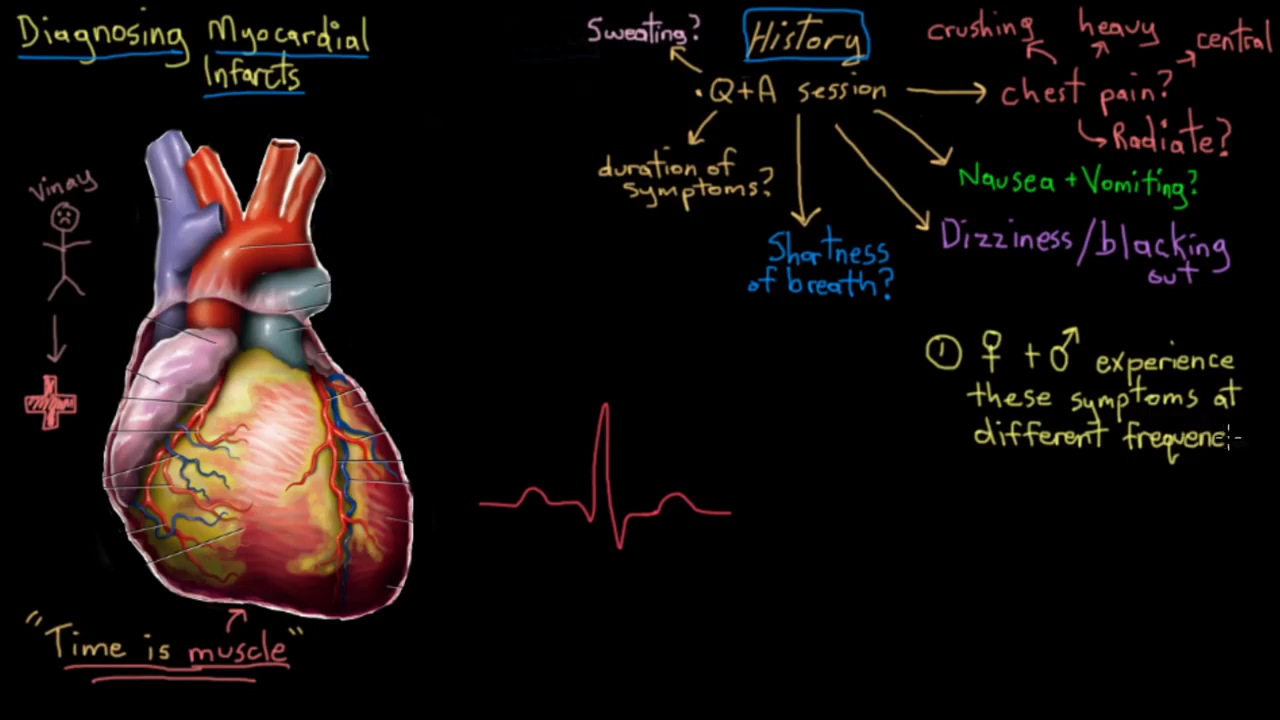 Diagnosing Myocardial
Infarcts
Vinay
"Time is muscle"
History
Sweating?
• Q+A session
duration of
symptoms?
Shortness
of breath?
crushing
heavy
central
chest pain?
Radiate?
Nausea + Vomiting?
Dizziness/blacking
out
① ♀ + ♂ experience
these symptoms at
different frequenc